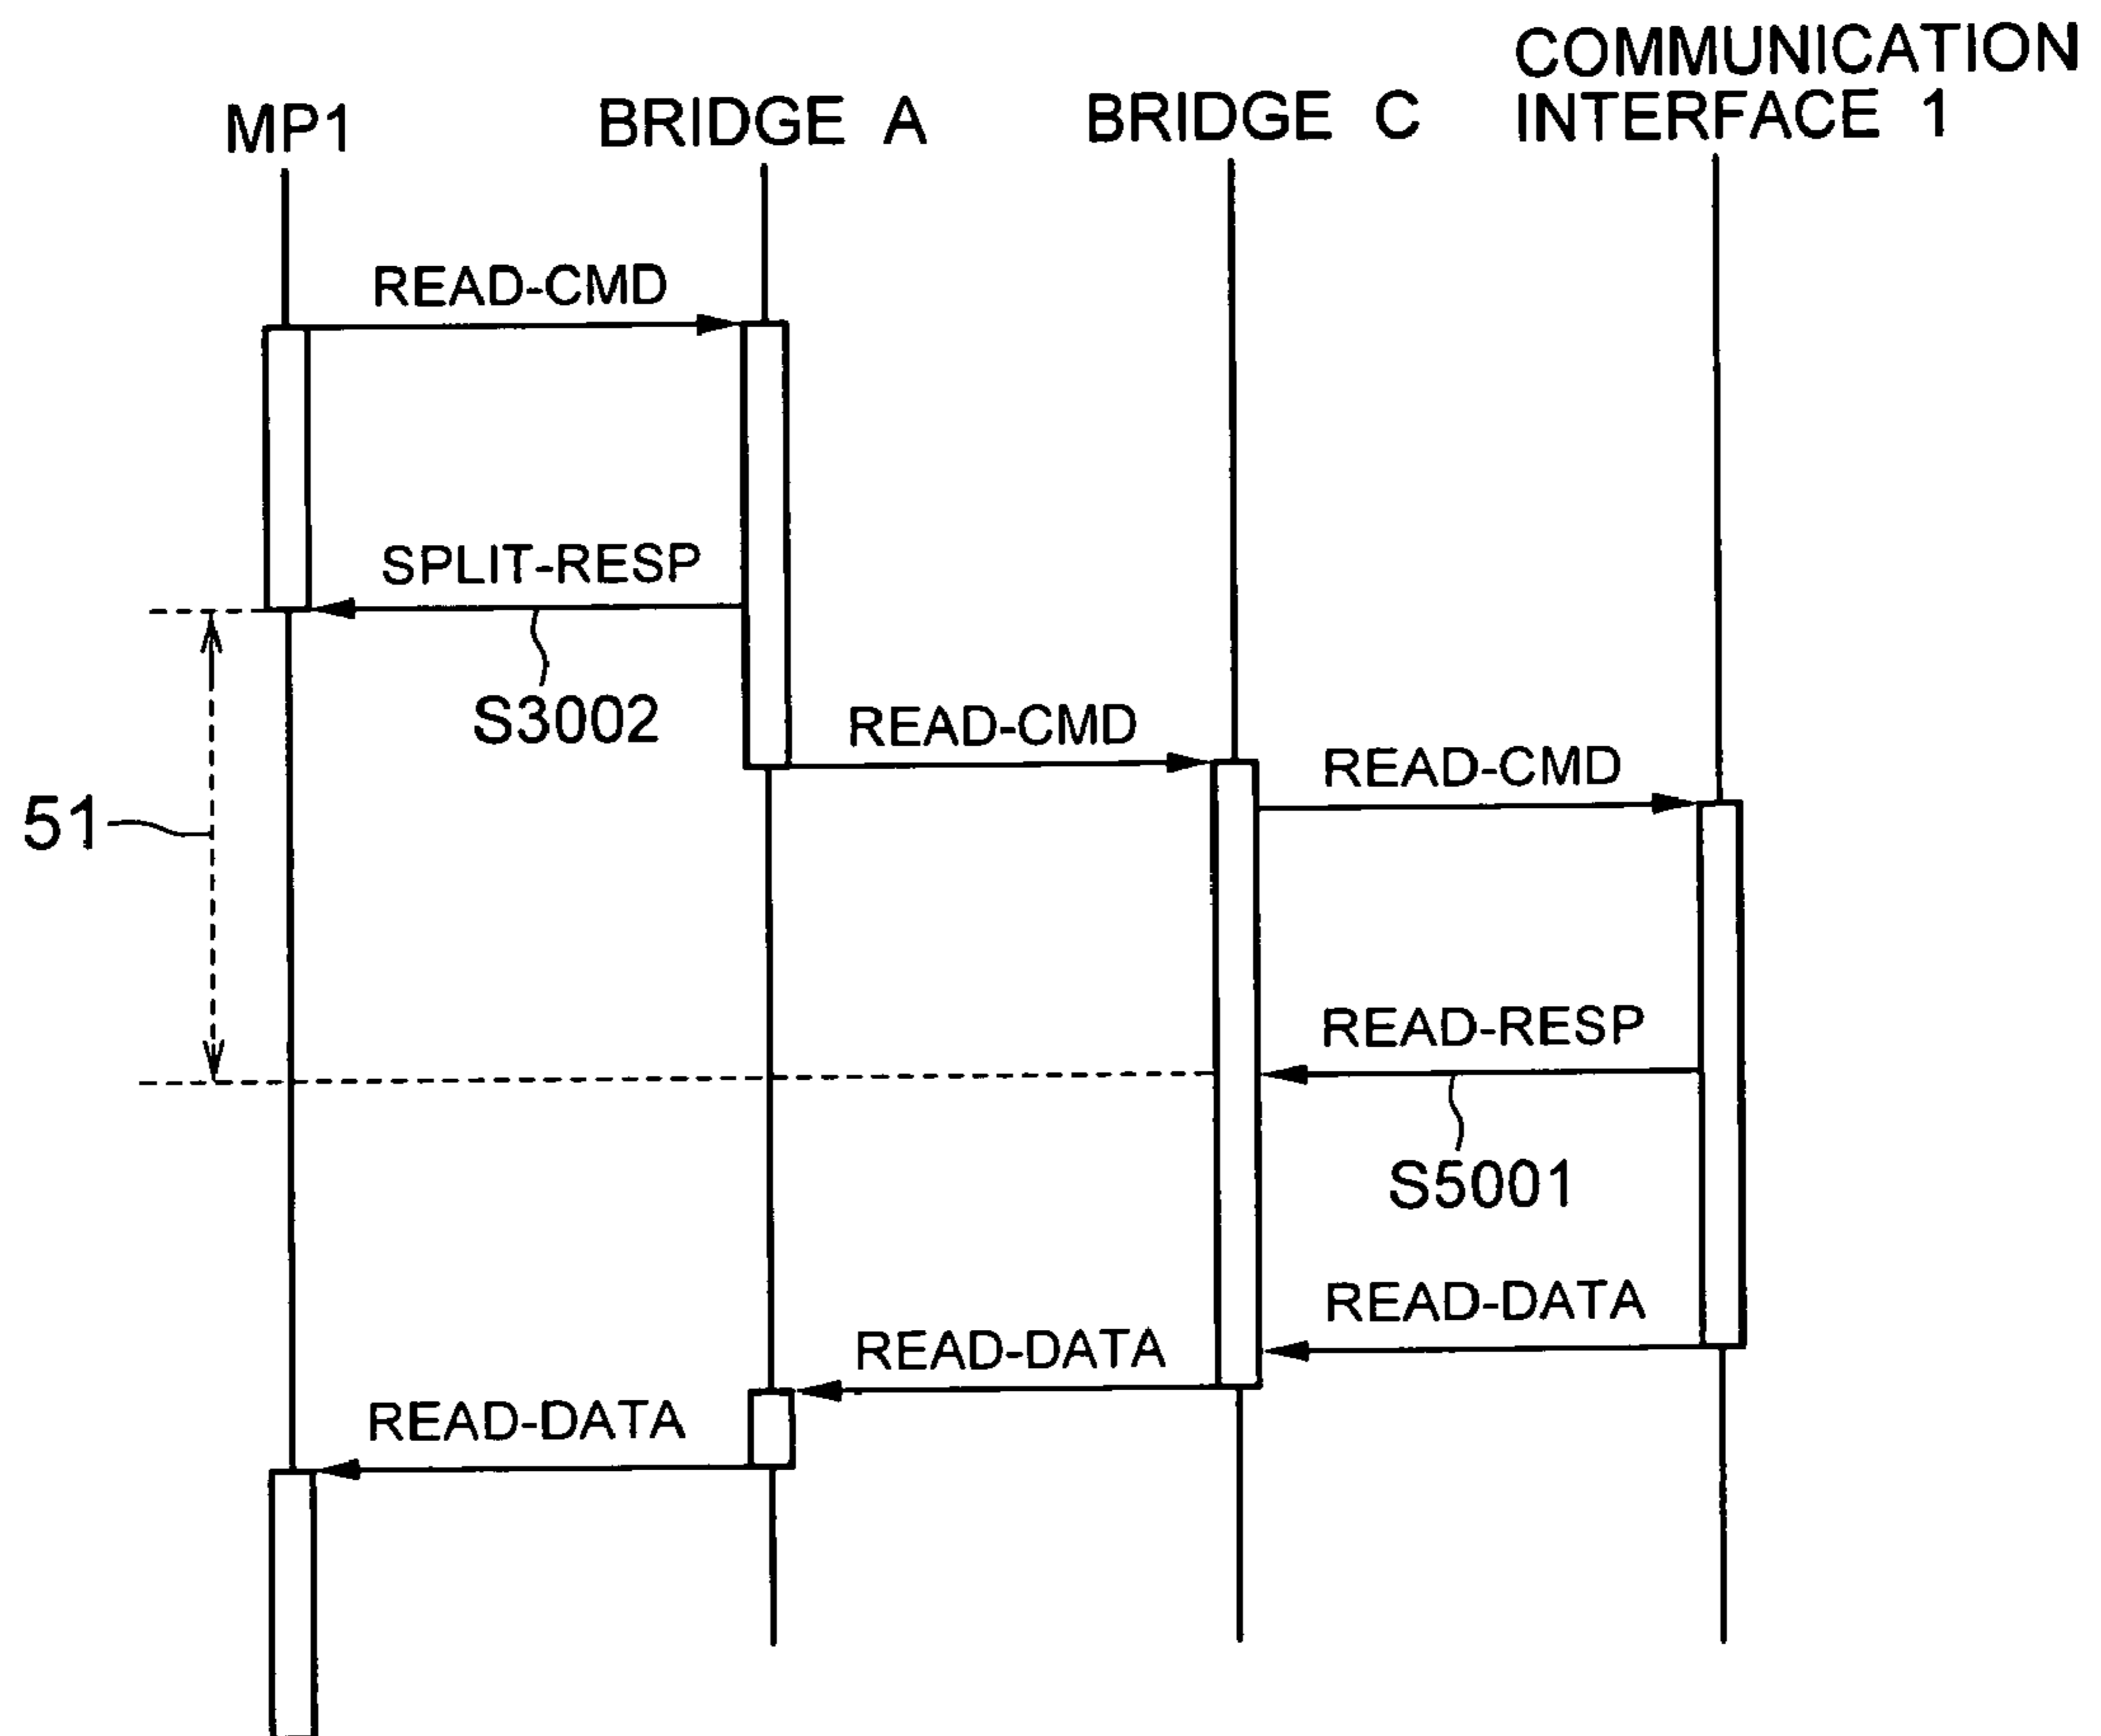 COMMUNICATION
INTERFACE 1
MP1
BRIDGE A
BRIDGE C
READ-CMD
SPLIT-RESP
S3002
READ-CMD
READ-CMD
51
READ-RESP
S5001
READ-DATA
READ-DATA
READ-DATA